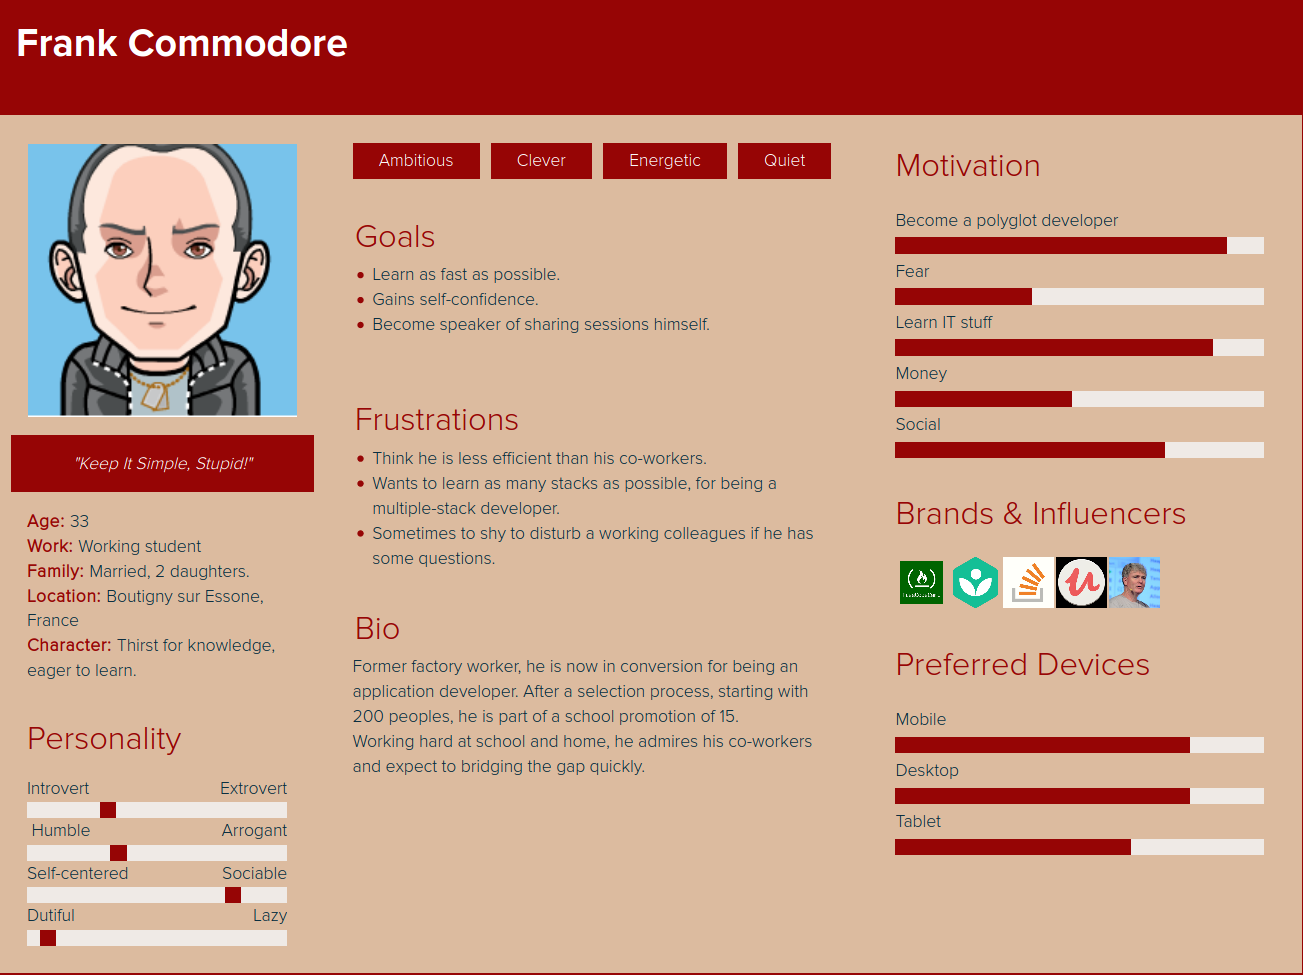 Frank Commodore
"Keep It Simple, Stupid!"
Age: 33
Work: Working student
Family: Married, 2 daughters.
Location: Boutigny sur Essone,
France
Character: Thirst for knowledge,
eager to learn.
Personality
Introvert Extrovert
Humble Arrogant
Self-centered Sociable
Dutiful Lazy
Ambitious Clever Energetic Quiet
Goals
Learn as fast as possible.
Gains self-confidence.
Become speaker of sharing sessions himself.
Frustrations
Think he is less efficient than his co-workers.
Wants to learn as many stacks as possible, for being a
multiple-stack developer.
Sometimes to shy to disturb a working colleagues if he has
some questions.
Bio
Former factory worker, he is now in conversion for being an
application developer. After a selection process, starting with
200 peoples, he is part of a school promotion of 15.
Working hard at school and home, he admires his co-workers
and expect to bridging the gap quickly.
Motivation
Become a polyglot developer
Fear
Learn IT stuff
Money
Social
Brands & Influencers
Preferred Devices
Mobile
Desktop
Tablet